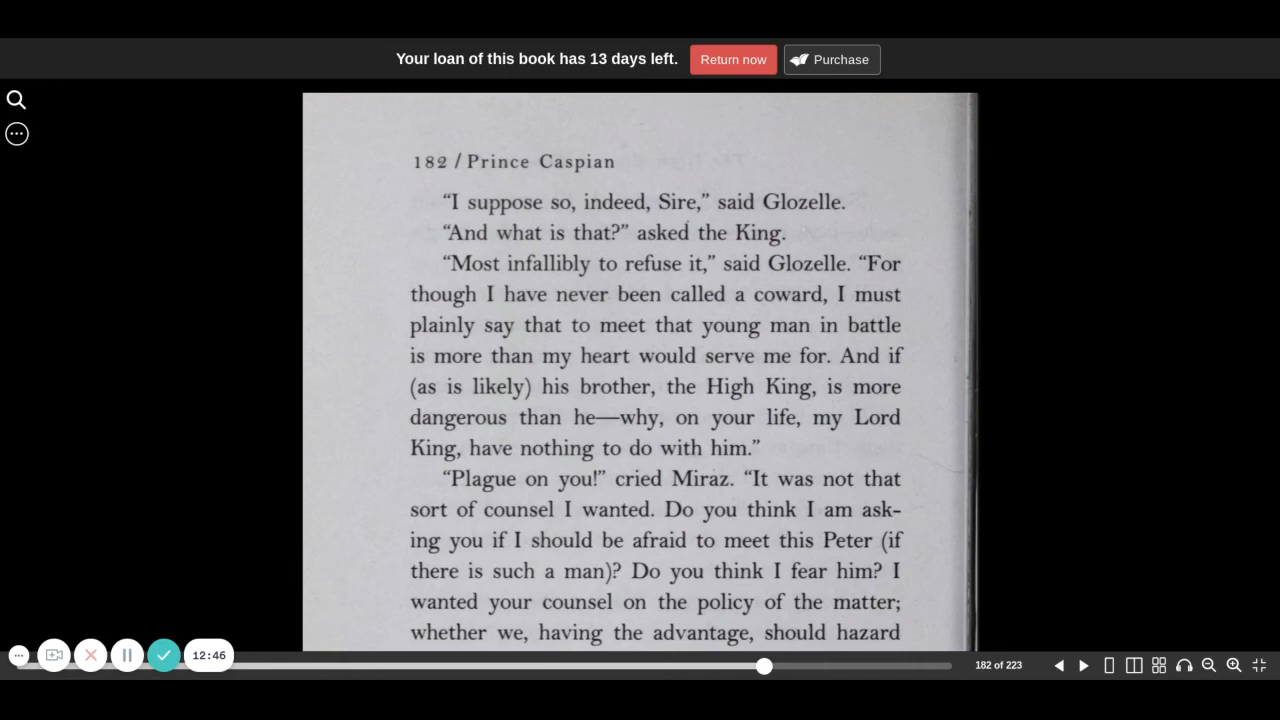 Your loan of this book has 13 days left. Return now Purchase
182 / Prince Caspian
“I suppose so, indeed, Sire,” said Glozelle.
“And what is that?” asked the King.
“Most infallibly to refuse it,” said Glozelle. “For
though I have never been called a coward, I must
plainly say that to meet that young man in battle
is more than my heart would serve me for. And if
(as is likely) his brother, the High King, is more
dangerous than he—why, on your life, my Lord
King, have nothing to do with him.”
“Plague on you!” cried Miraz. “It was not that
sort of counsel I wanted. Do you think I am ask-
ing you if I should be afraid to meet this Peter (if
there is such a man)? Do you think I fear him? I
wanted your counsel on the policy of the matter;
whether we, having the advantage, should hazard
12:46
182 of 223